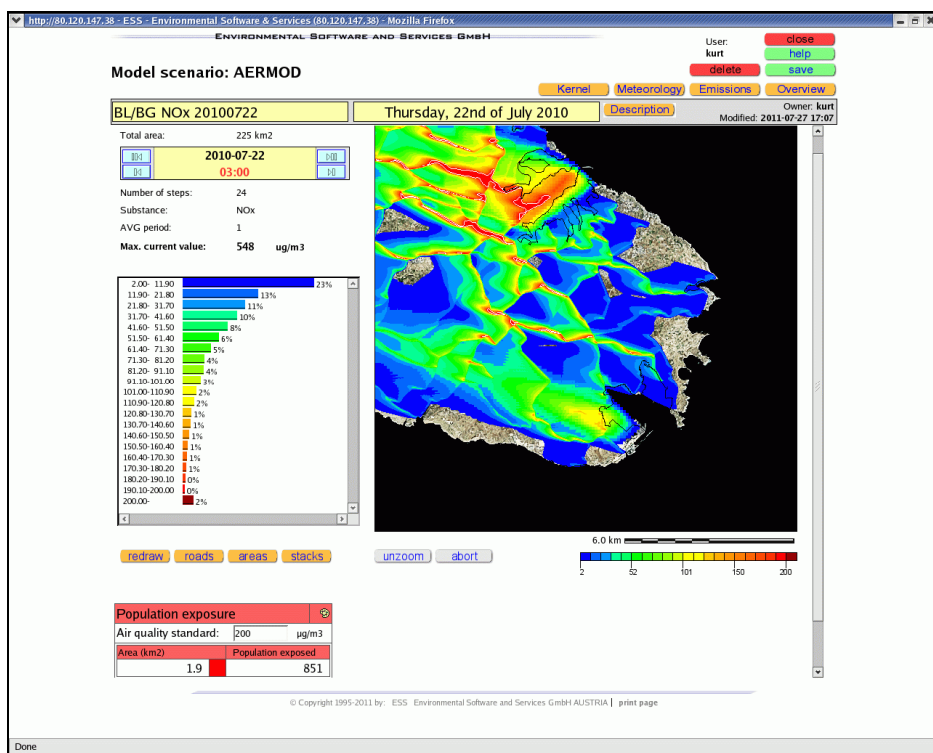 http://80.120.147.38 - ESS - Environmental Software & Services (80.120.147.38) - Mozilla Firefox
Environmental Software and Services GmbH
User:
kurt
close
help
delete
save
Model scenario: AERMOD
Kernel
Meteorology
Emissions
Overview
BL/BG NOx 20100722
Thursday, 22nd of July 2010
Description
Owner: kurt
Modified: 2011-07-27 17:07
Total area: 225 km2
2010-07-22
03:00
Number of steps: 24
Substance: NOx
AVG period: 1
Max. current value: 548 ug/m3
2.00- 11.90 23%
11.90- 21.80 13%
21.80- 31.70 11%
31.70- 41.60 10%
41.60- 51.50 8%
51.50- 61.40 6%
61.40- 71.30 5%
71.30- 81.20 4%
81.20- 91.10 4%
91.10-101.00 3%
101.00-110.90 2%
110.90-120.80 2%
120.80-130.70 1%
130.70-140.60 1%
140.60-150.50 1%
150.50-160.40 1%
160.40-170.30 1%
170.30-180.20 1%
180.20-190.10 0%
190.10-200.00 0%
200.00- 2%
6.0 km
redraw
roads
areas
stacks
unzoom
abort
2 52 101 150 200
Population exposure
Air quality standard: 200 µg/m3
Area (km2) Population exposed
1.9 851
© Copyright 1995-2011 by: ESS Environmental Software and Services GmbH AUSTRIA | print page
Done